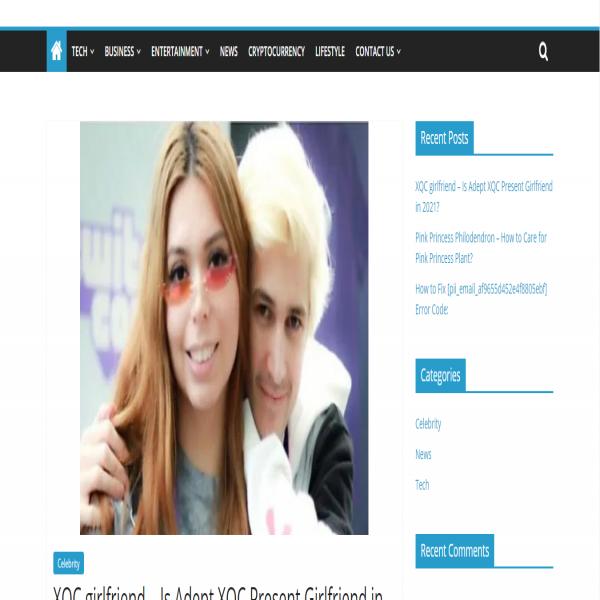 TECH BUSINESS ENTERTAINMENT NEWS CRYPTOCURRENCY LIFESTYLE CONTACT US
Recent Posts
XQC girlfriend – Is Adept XQC Present Girlfriend
in 2021?
Pink Princess Philodendron – How to Care for
Pink Princess Plant?
How to Fix [pii_email_af9655d452e4f8805ebf]
Error Code:
Categories
Celebrity
News
Tech
Recent Comments
Celebrity
XQC girlfriend – Is Adept XQC Present Girlfriend in